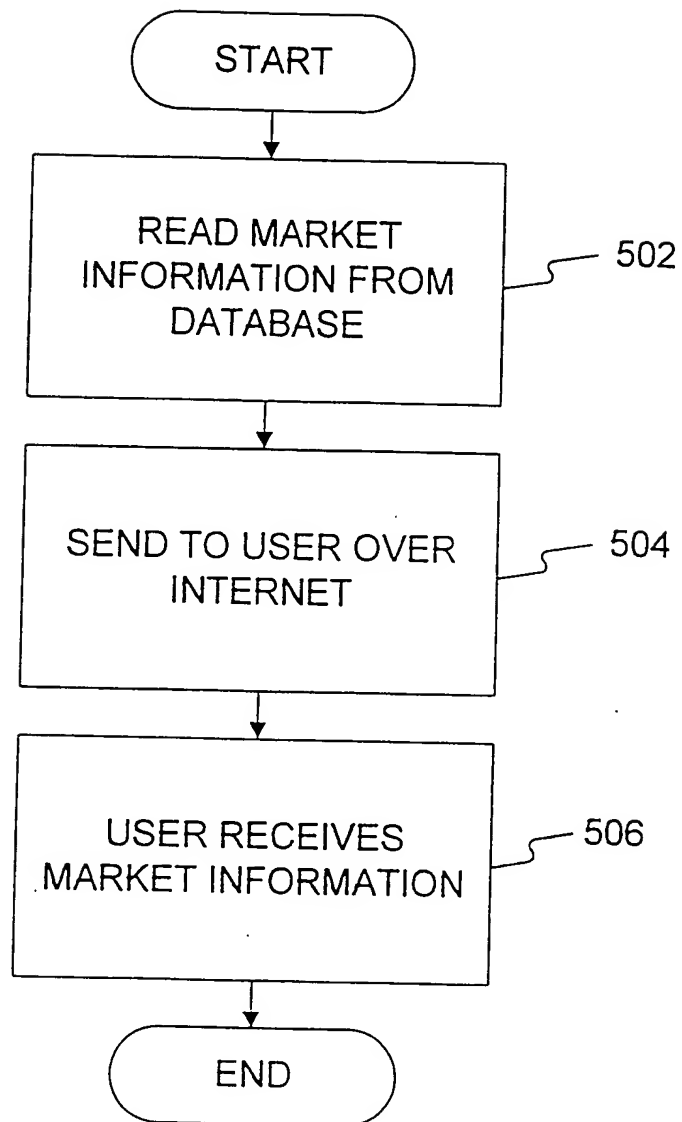 START
READ MARKET
INFORMATION FROM
DATABASE
502
SEND TO USER OVER
INTERNET
504
USER RECEIVES
MARKET INFORMATION
506
END